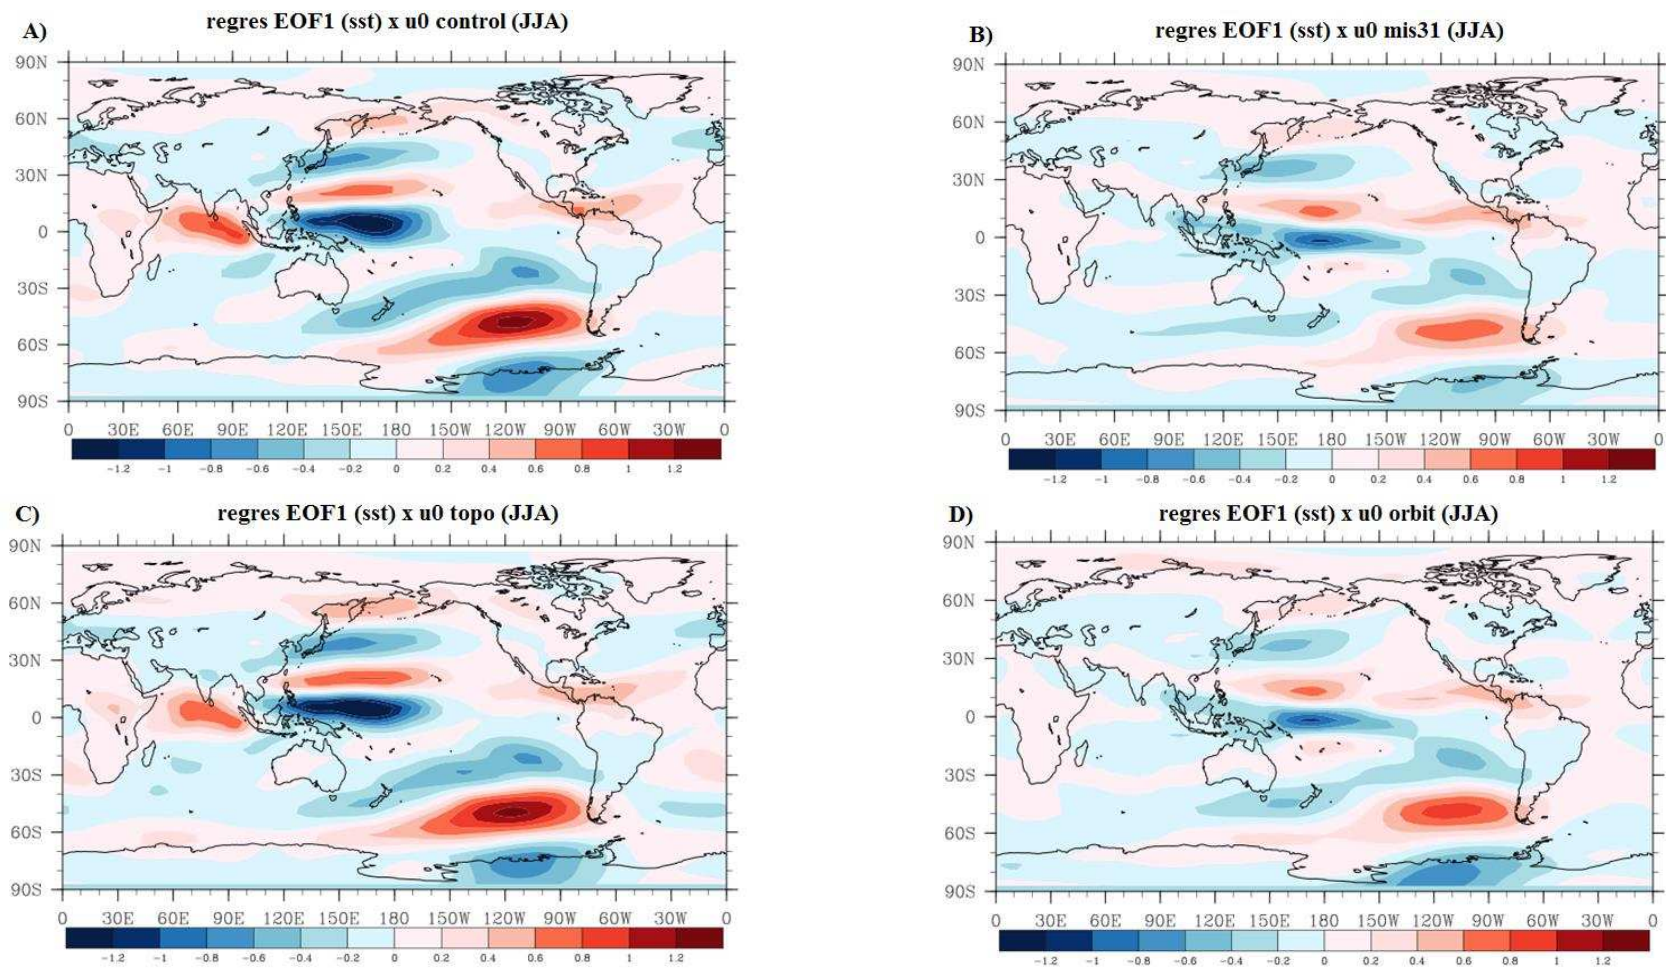 A)
regres EOF1 (sst) x u0 control (JJA)
90N
60N
30N
0
30S
60S
90S
0 30E 60E 90E 120E 150E 180 150W 120W 90W 60W 30W 0
-1.2 -1 -0.8 -0.6 -0.4 -0.2 0 0.2 0.4 0.6 0.8 1 1.2
B)
regres EOF1 (sst) x u0 mis31 (JJA)
90N
60N
30N
0
30S
60S
90S
0 30E 60E 90E 120E 150E 180 150W 120W 90W 60W 30W 0
-1.2 -1 -0.8 -0.6 -0.4 -0.2 0 0.2 0.4 0.6 0.8 1 1.2
C)
regres EOF1 (sst) x u0 topo (JJA)
90N
60N
30N
0
30S
60S
90S
0 30E 60E 90E 120E 150E 180 150W 120W 90W 60W 30W 0
-1.2 -1 -0.8 -0.6 -0.4 -0.2 0 0.2 0.4 0.6 0.8 1 1.2
D)
regres EOF1 (sst) x u0 orbit (JJA)
90N
60N
30N
0
30S
60S
90S
0 30E 60E 90E 120E 150E 180 150W 120W 90W 60W 30W 0
-1.2 -1 -0.8 -0.6 -0.4 -0.2 0 0.2 0.4 0.6 0.8 1 1.2